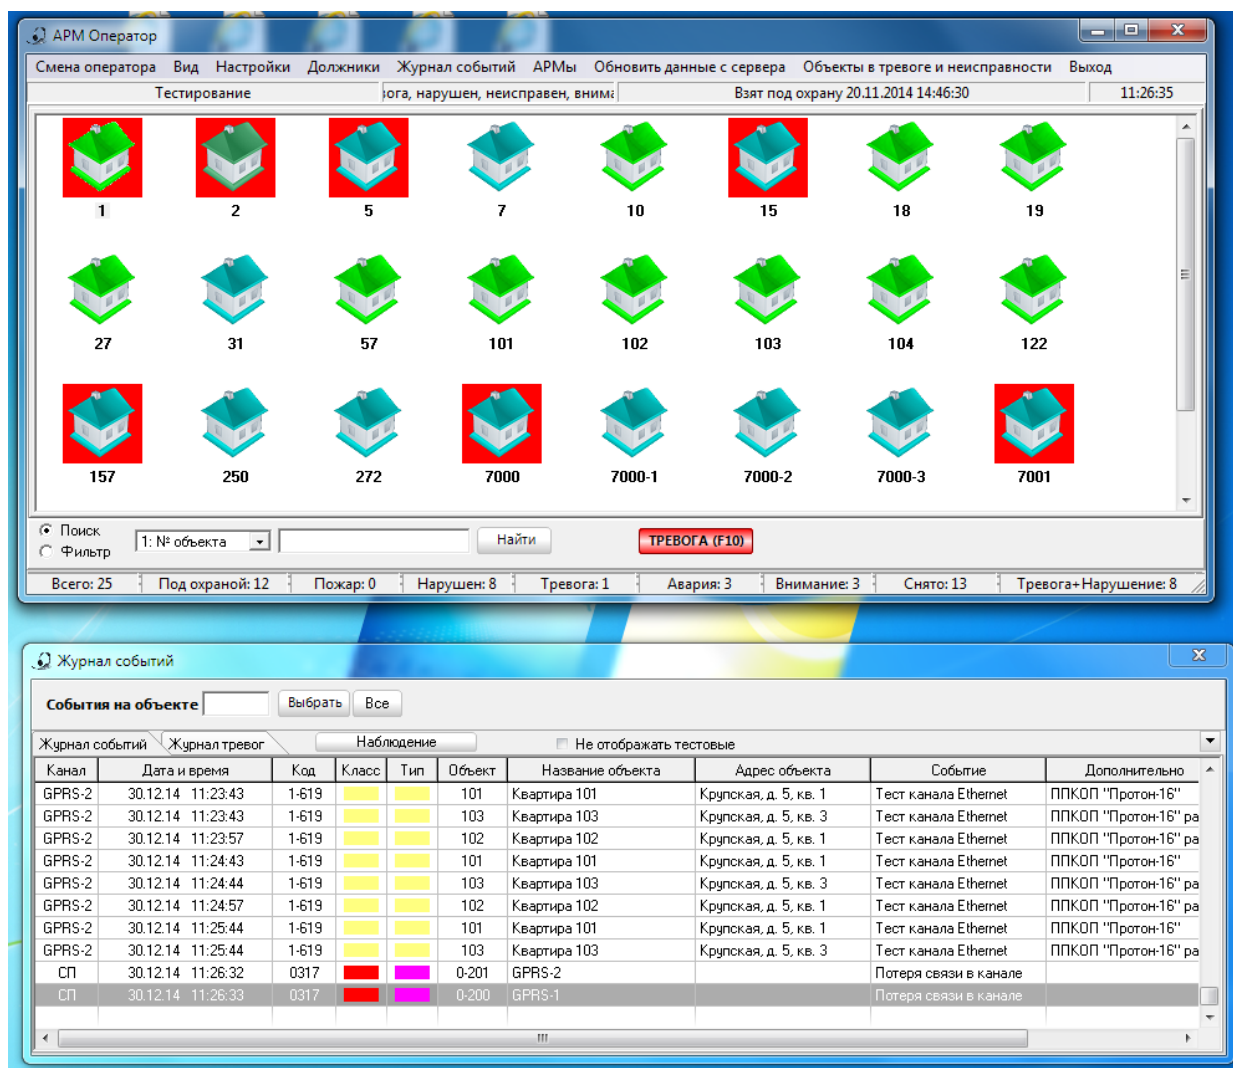 АРМ Оператор
Смена оператора Вид Настройки Должники Журнал событий АРМы Обновить данные с сервера Объекты в тревоге и неисправности Выход
Тестирование вога, нарушен, неисправен, внима Взят под охрану 20.11.2014 14:46:30 11:26:35
1 2 5 7 10 15 18 19
27 31 57 101 102 103 104 122
157 250 272 7000 7000-1 7000-2 7000-3 7001
Поиск
Фильтр
1: № объекта Найти ТРЕВОГА (F10)
Всего: 25 Под охраной: 12 Пожар: 0 Нарушен: 8 Тревога: 1 Авария: 3 Внимание: 3 Снято: 13 Тревога+Нарушение: 8
Журнал событий
События на объекте Выбрать Все
Журнал событий Журнал тревог Наблюдение Не отображать тестовые
Канал Дата и время Код Класс Тип Объект Название объекта Адрес объекта Событие Дополнительно
GPRS-2 30.12.14 11:23:43 1-619 101 Квартира 101 Крупская, д. 5, кв. 1 Тест канала Ethernet ППКОП "Протон-16"
GPRS-2 30.12.14 11:23:43 1-619 103 Квартира 103 Крупская, д. 5, кв. 3 Тест канала Ethernet ППКОП "Протон-16" ра
GPRS-2 30.12.14 11:23:57 1-619 102 Квартира 102 Крупская, д. 5, кв. 1 Тест канала Ethernet ППКОП "Протон-16" ра
GPRS-2 30.12.14 11:24:43 1-619 101 Квартира 101 Крупская, д. 5, кв. 1 Тест канала Ethernet ППКОП "Протон-16"
GPRS-2 30.12.14 11:24:44 1-619 103 Квартира 103 Крупская, д. 5, кв. 3 Тест канала Ethernet ППКОП "Протон-16" ра
GPRS-2 30.12.14 11:24:57 1-619 102 Квартира 102 Крупская, д. 5, кв. 1 Тест канала Ethernet ППКОП "Протон-16" ра
GPRS-2 30.12.14 11:25:44 1-619 101 Квартира 101 Крупская, д. 5, кв. 1 Тест канала Ethernet ППКОП "Протон-16"
GPRS-2 30.12.14 11:25:44 1-619 103 Квартира 103 Крупская, д. 5, кв. 3 Тест канала Ethernet ППКОП "Протон-16" ра
СП 30.12.14 11:26:32 0317 0-201 GPRS-2 Потеря связи в канале
СП 30.12.14 11:26:33 0317 0-200 GPRS-1 Потеря связи в канале